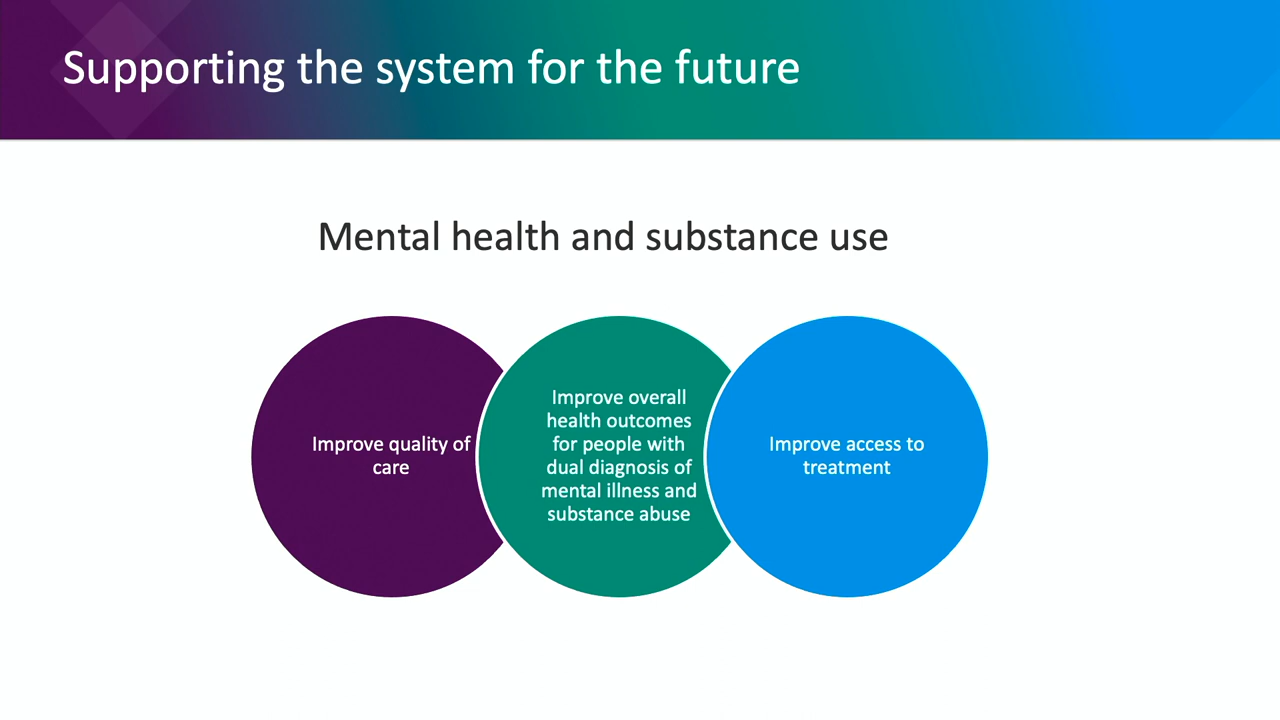 Supporting the system for the future
Mental health and substance use
Improve quality of
care
Improve overall
health outcomes
for people with
dual diagnosis of
mental illness and
substance abuse
Improve access to
treatment